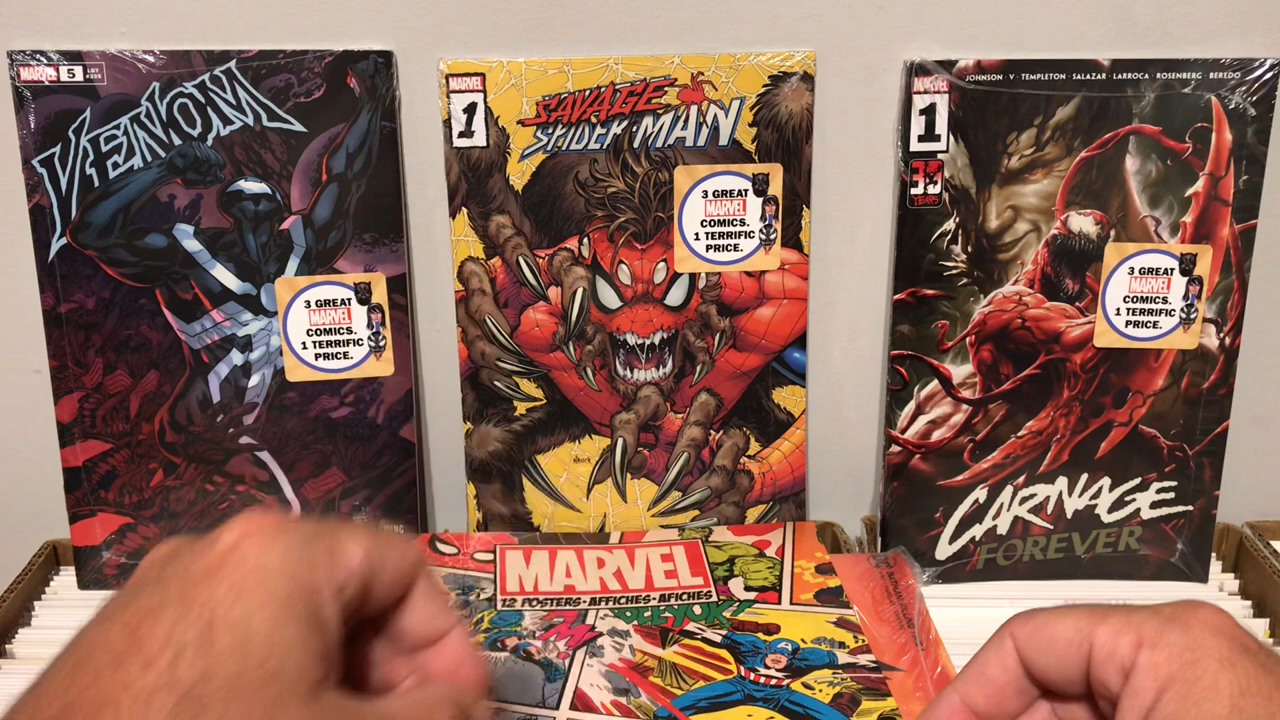 MARVEL 5 LGY #205
VENOM
3 GREAT
MARVEL
COMICS.
1 TERRIFIC
PRICE.
MARVEL
1
SAVAGE
SPIDER-MAN
3 GREAT
MARVEL
COMICS.
1 TERRIFIC
PRICE.
MARVEL
1
30
YEARS
JOHNSON · V · TEMPLETON · SALAZAR · LARROCA · ROSENBERG · BEREDO
3 GREAT
MARVEL
COMICS.
1 TERRIFIC
PRICE.
CARNAGE
FOREVER
MARVEL
12 POSTERS-AFFICHES-AFICHES